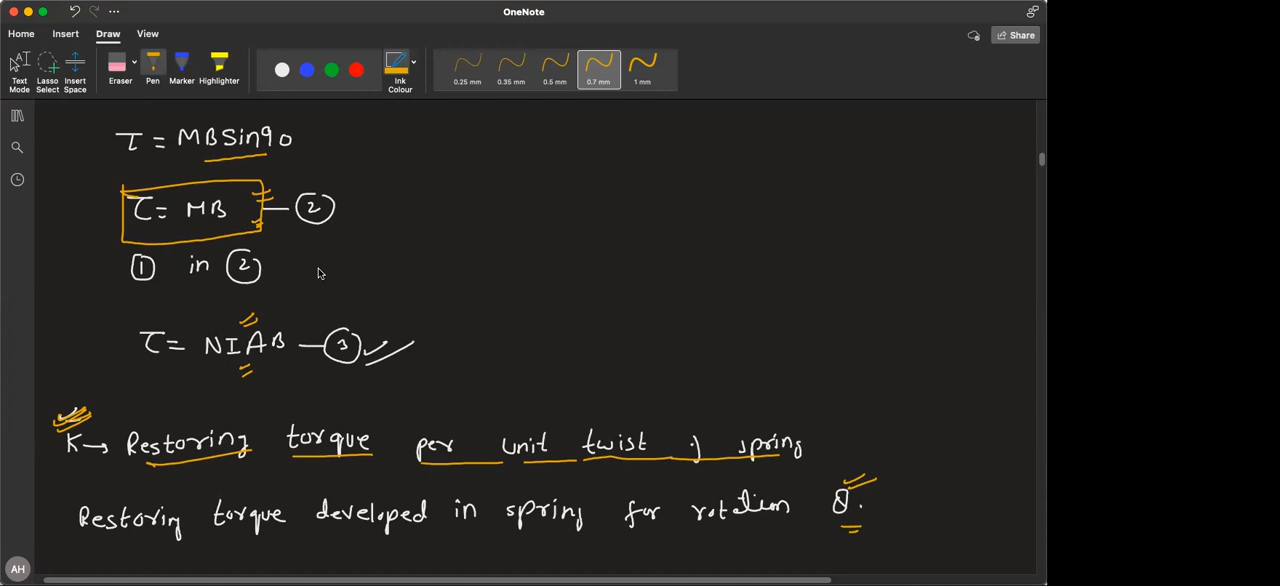 OneNote
Home Insert Draw View
Share
Text Mode
Lasso Select
Insert Space
Eraser
Pen
Marker
Highlighter
Ink Colour
0.25 mm
0.35 mm
0.5 mm
0.7 mm
1 mm
τ = MBSin90
τ = MB — ②
① in ②
τ = NIAB — ③
K → Restoring torque per unit twist of spring
Restoring torque developed in spring for rotation θ.
AH